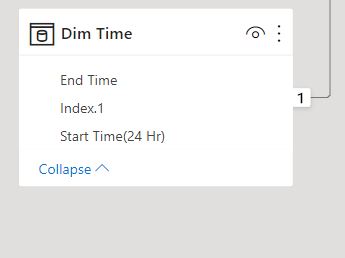 Dim Time
End Time
Index.1
1
Start Time(24 Hr)
Collapse